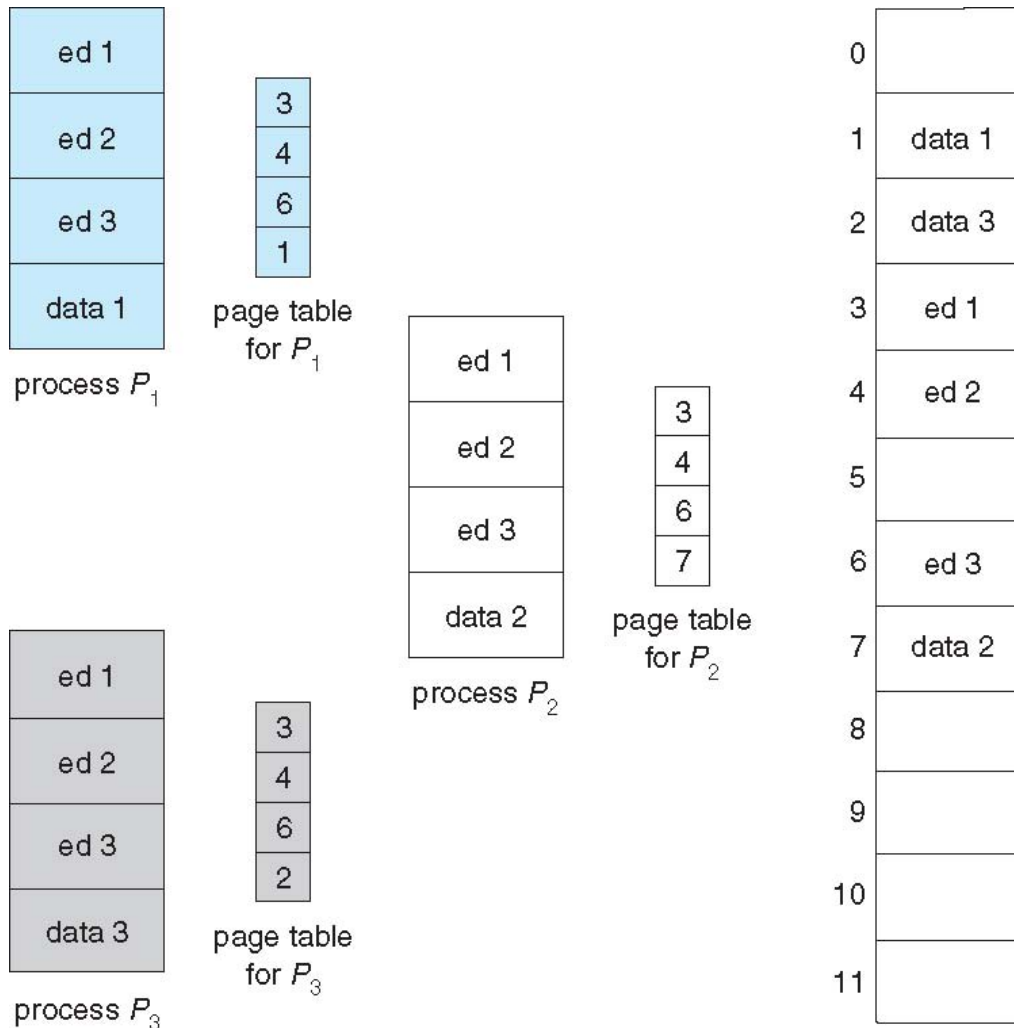 ed 1
ed 2
ed 3
data 1
process P1
3
4
6
1
page table
for P1
ed 1
ed 2
ed 3
data 2
process P2
3
4
6
7
page table
for P2
ed 1
ed 2
ed 3
data 3
process P3
3
4
6
2
page table
for P3
0
1 data 1
2 data 3
3 ed 1
4 ed 2
5
6 ed 3
7 data 2
8
9
10
11